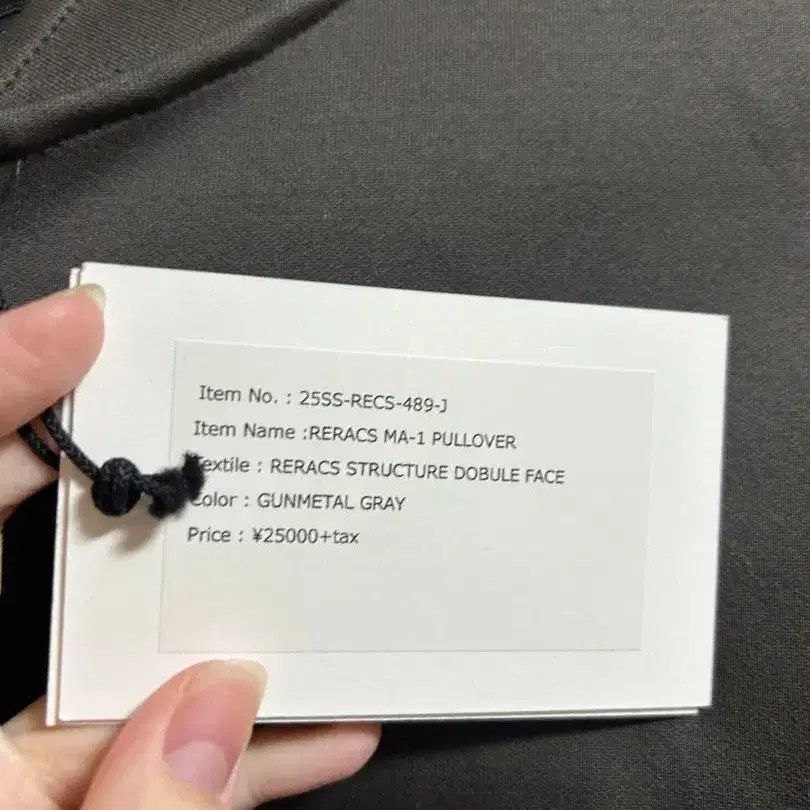 Item No. : 25SS-RECS-489-J
Item Name :RERACS MA-1 PULLOVER
Textile : RERACS STRUCTURE DOBULE FACE
Color : GUNMETAL GRAY
Price : ¥25000+tax